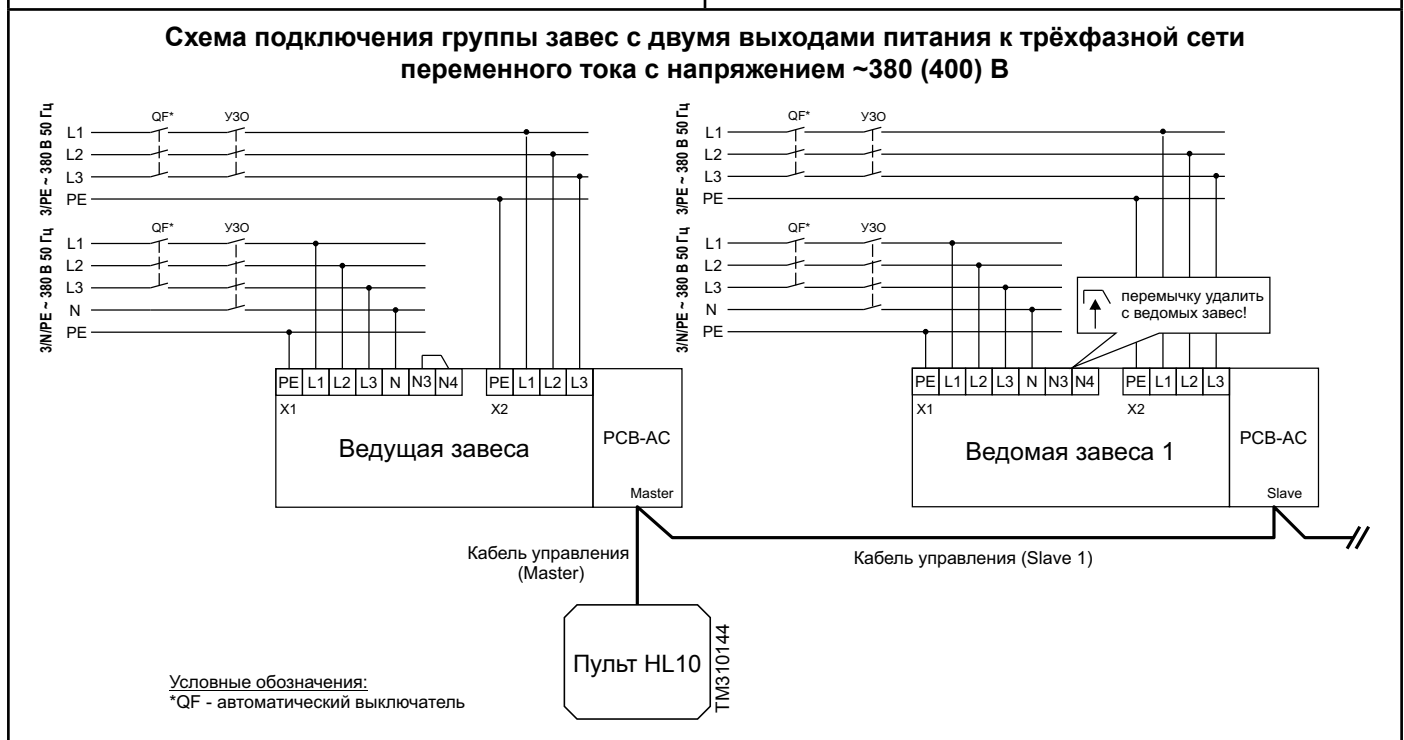 Схема подключения группы завес с двумя выходами питания к трёхфазной сети
переменного тока с напряжением ~380 (400) В
3/PE ~ 380 В 50 Гц
QF* УЗО
L1
L2
L3
PE
3/N/PE ~ 380 В 50 Гц
QF* УЗО
L1
L2
L3
N
PE
PE L1 L2 L3 N N3 N4 PE L1 L2 L3
X1 X2
Ведущая завеса
PCB-AC
Master
3/PE ~ 380 В 50 Гц
QF* УЗО
L1
L2
L3
PE
3/N/PE ~ 380 В 50 Гц
QF* УЗО
L1
L2
L3
N
PE
перемычку удалить
с ведомых завес!
PE L1 L2 L3 N N3 N4 PE L1 L2 L3
X1 X2
Ведомая завеса 1
PCB-AC
Slave
Кабель управления
(Master)
Кабель управления (Slave 1)
Пульт HL10
TM310144
Условные обозначения:
*QF - автоматический выключатель